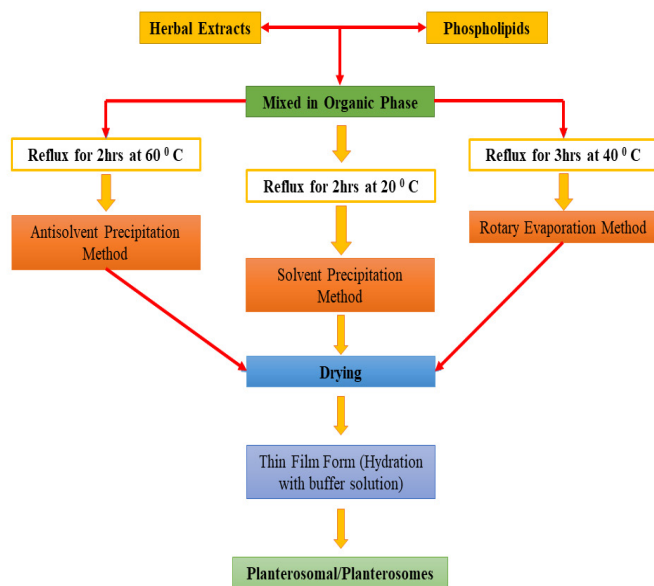 Herbal Extracts
Phospholipids
Mixed in Organic Phase
Reflux for 2hrs at 60 ⁰ C
Reflux for 2hrs at 20 ⁰ C
Reflux for 3hrs at 40 ⁰ C
Antisolvent Precipitation
Method
Solvent Precipitation
Method
Rotary Evaporation Method
Drying
Thin Film Form (Hydration
with buffer solution)
Planterosomal/Planterosomes